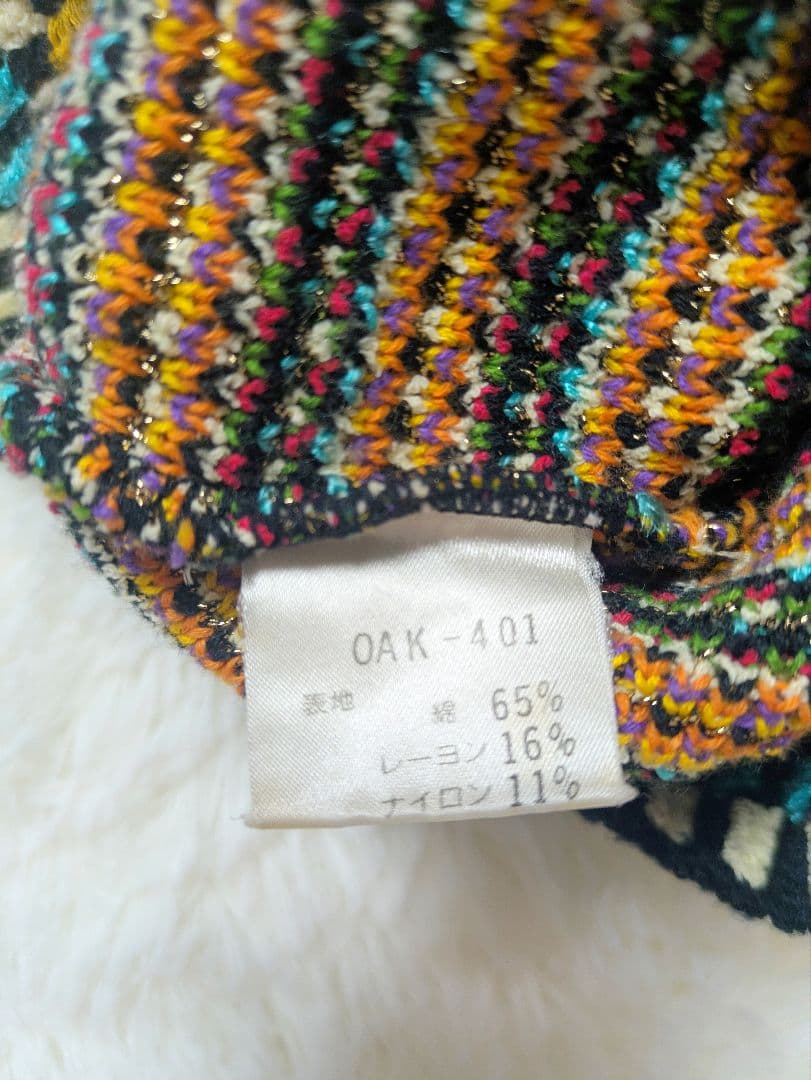 OAK-401
表地 綿 65%
レーヨン 16%
ナイロン 11%